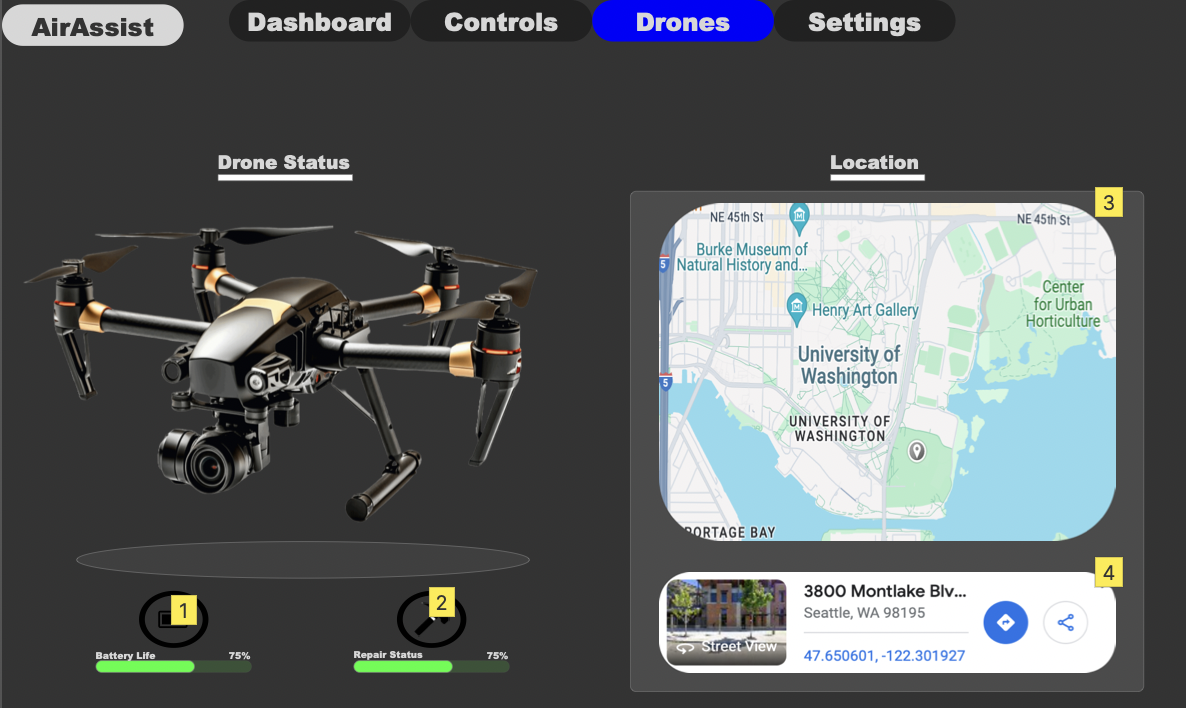 AirAssist
Dashboard
Controls
Drones
Settings
Drone Status
Location
3
NE 45th St
NE 45th St
Burke Museum of
Natural History and...
5
Center
for Urban
Horticulture
Henry Art Gallery
University of
Washington
5
UNIVERSITY OF
WASHINGTON
PORTAGE BAY
1
2
Battery Life
75%
Repair Status
75%
4
3800 Montlake Blv...
Seattle, WA 98195
Street View
47.650601, -122.301927